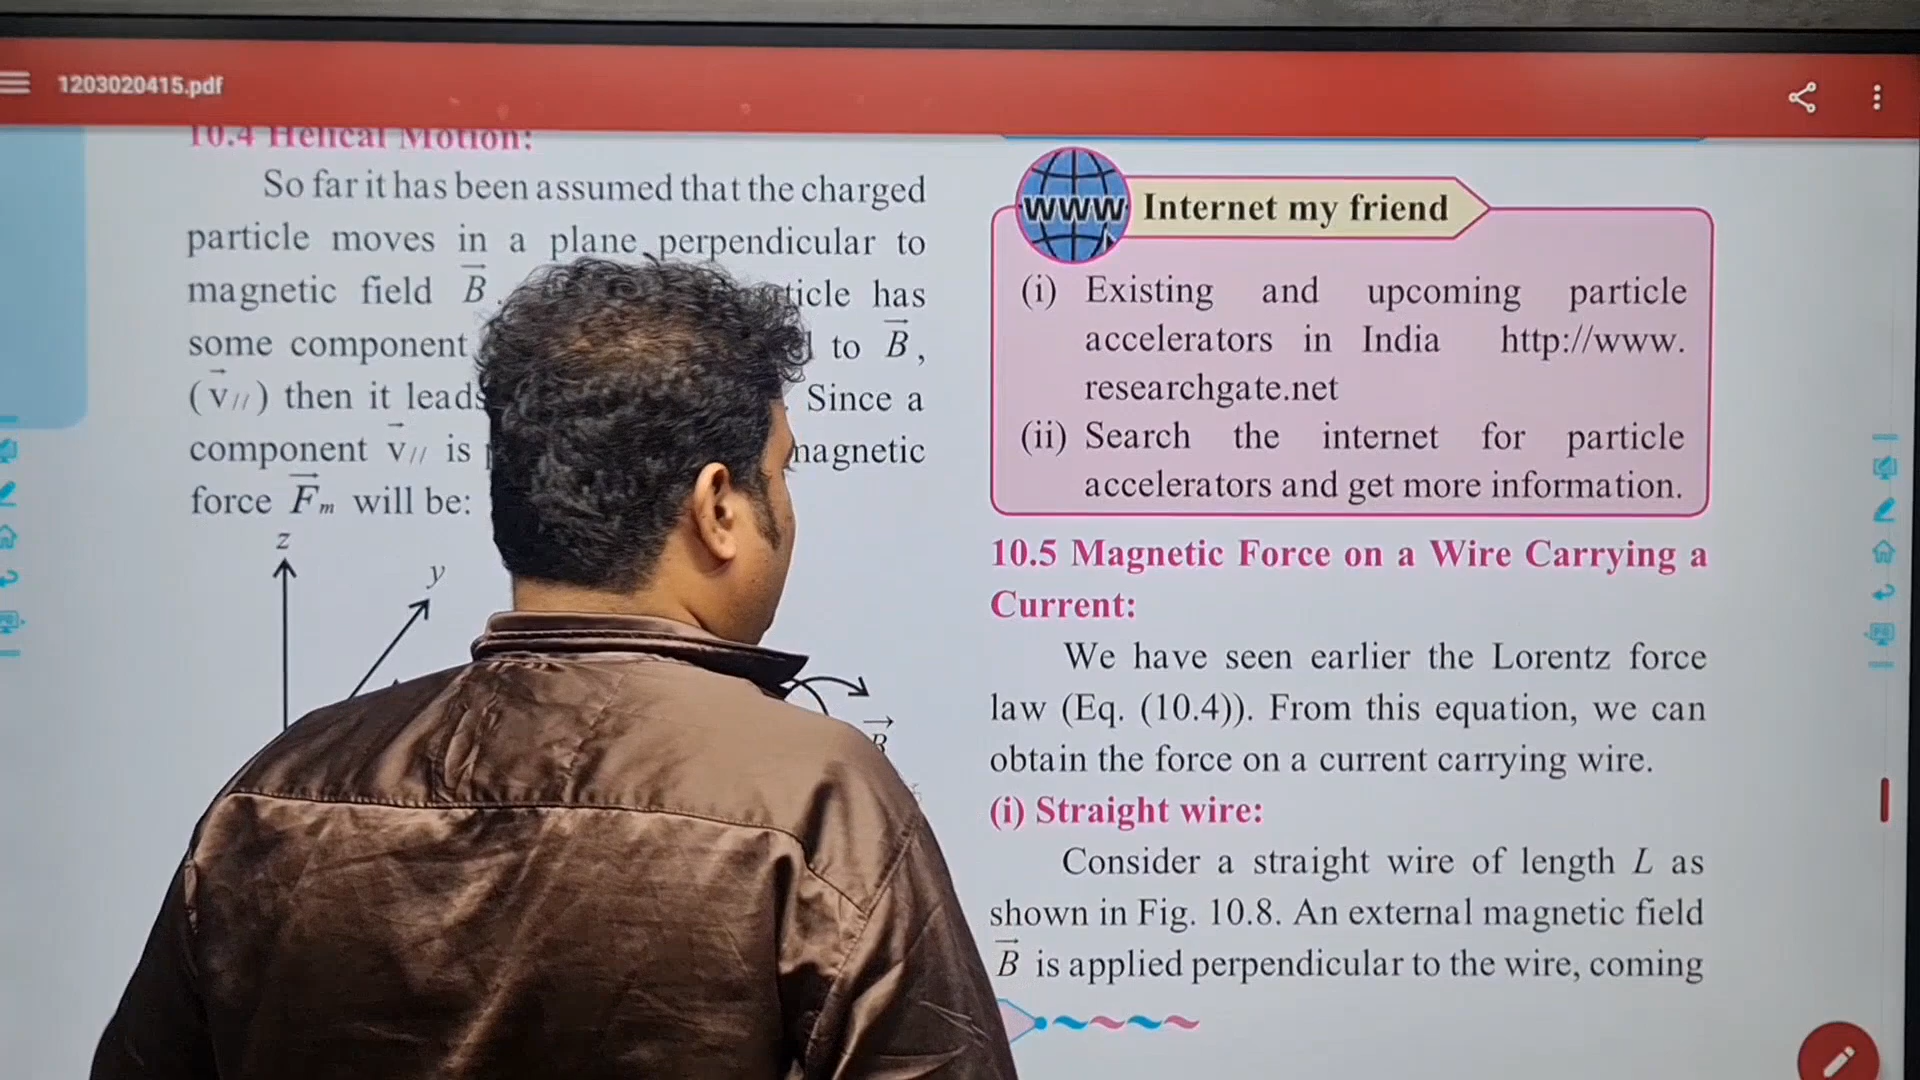 1203020415.pdf
10.4 Helical Motion:
So far it has been assumed that the charged
particle moves in a plane perpendicular to
magnetic field B ticle has
some component to B,
(v//) then it leads Since a
component v// is magnetic
force Fm will be:
z
y
B
www Internet my friend
(i) Existing and upcoming particle
accelerators in India http://www.
researchgate.net
(ii) Search the internet for particle
accelerators and get more information.
10.5 Magnetic Force on a Wire Carrying a
Current:
We have seen earlier the Lorentz force
law (Eq. (10.4)). From this equation, we can
obtain the force on a current carrying wire.
(i) Straight wire:
Consider a straight wire of length L as
shown in Fig. 10.8. An external magnetic field
B is applied perpendicular to the wire, coming